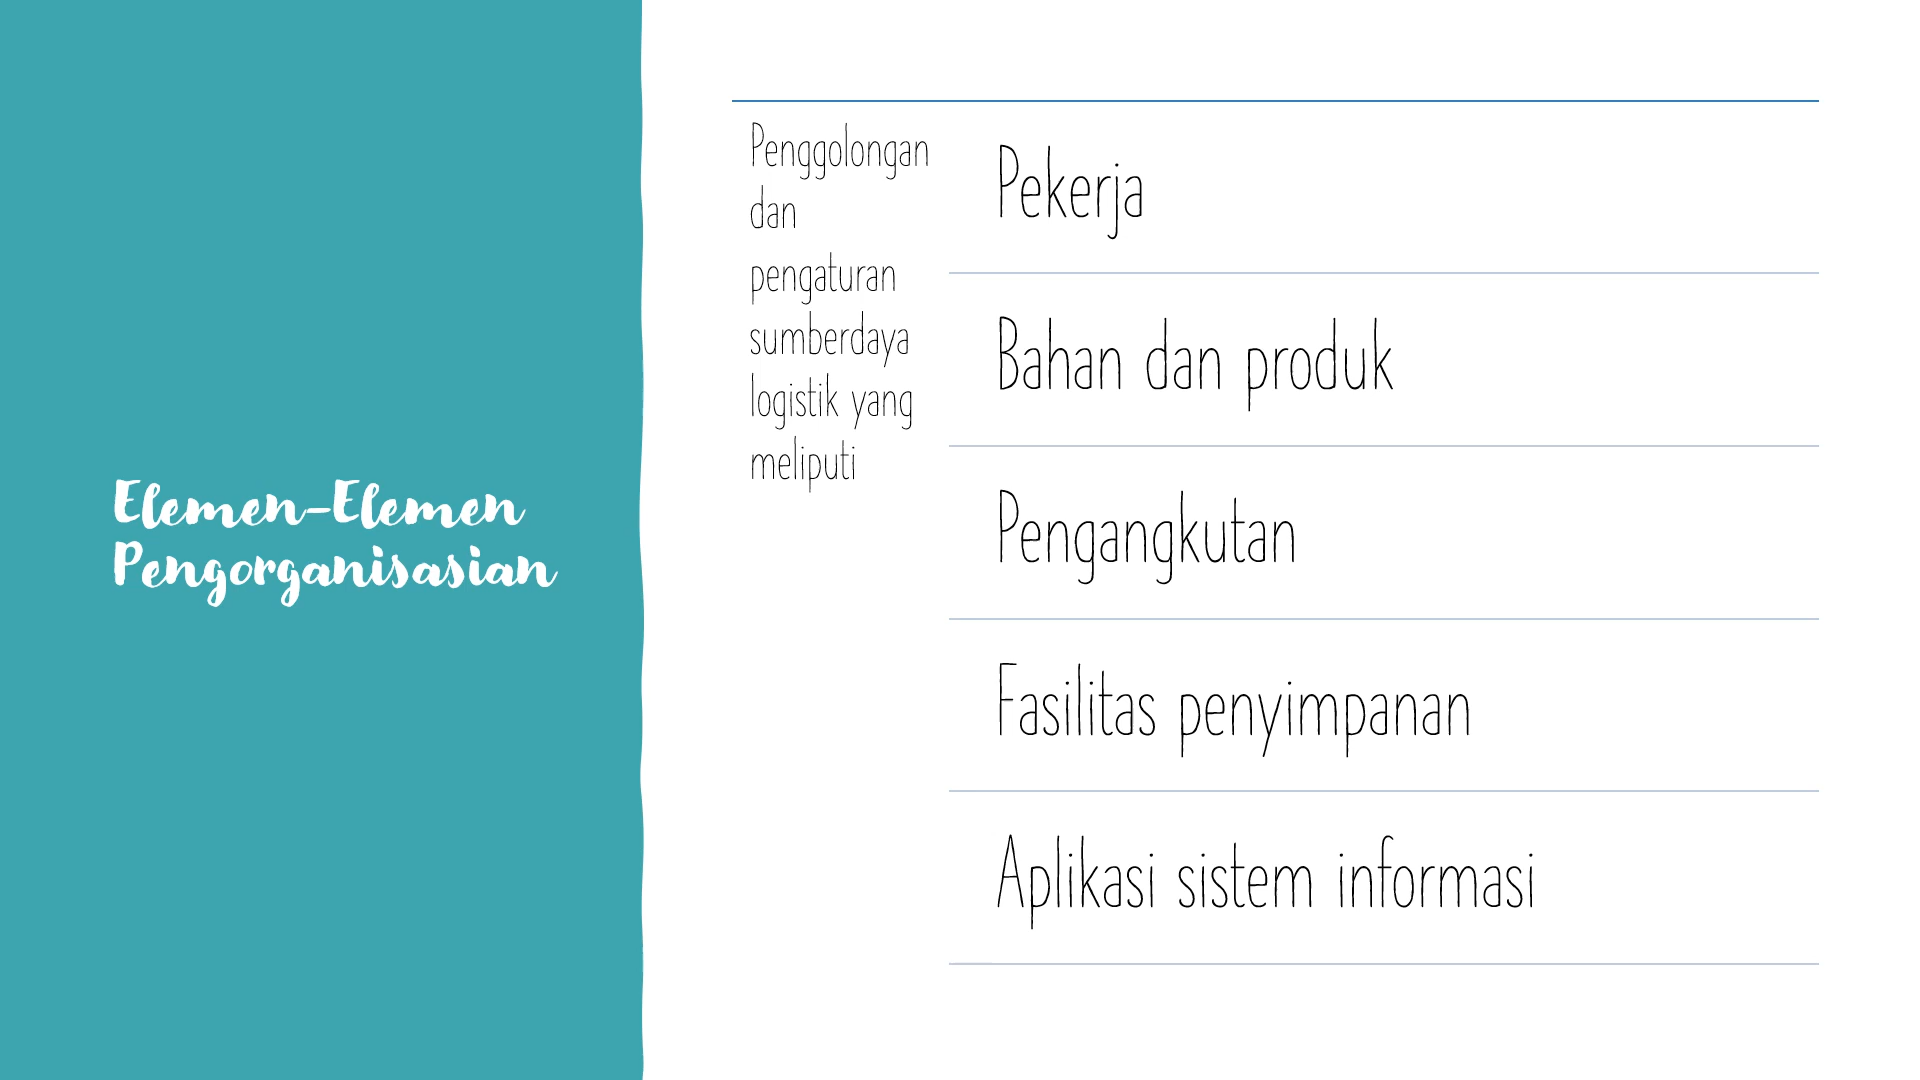 Elemen-Elemen
Pengorganisasian
Penggolongan
dan
pengaturan
sumberdaya
logistik yang
meliputi
Pekerja
Bahan dan produk
Pengangkutan
Fasilitas penyimpanan
Aplikasi sistem informasi